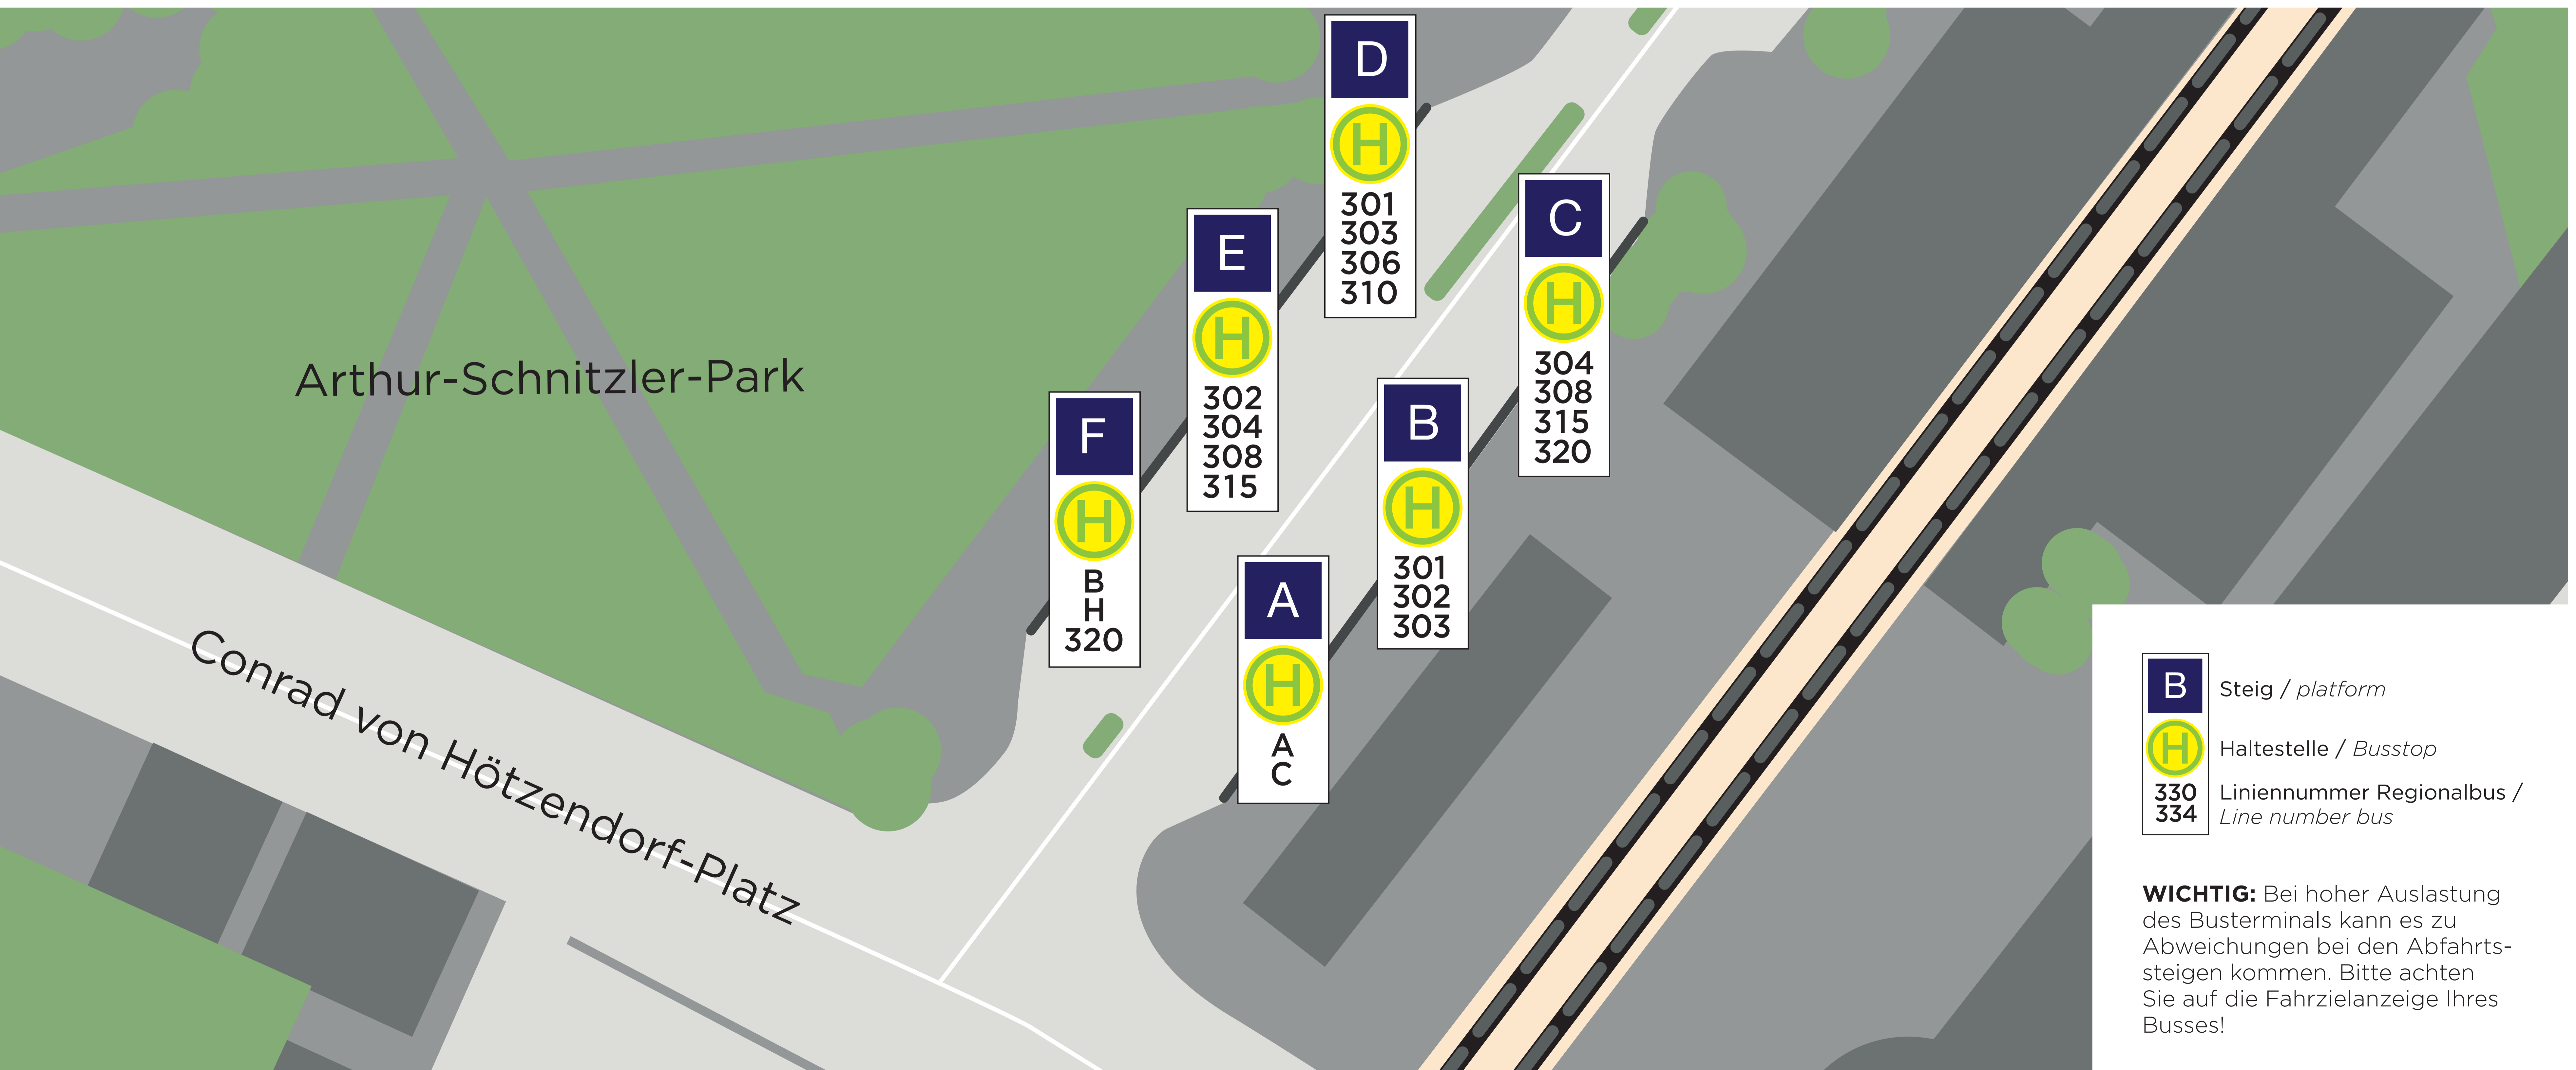 D
H
301
303
306
310
C
H
304
308
315
320
E
H
302
304
308
315
B
H
301
302
303
F
H
B
H
320
A
H
A
C
Arthur-Schnitzler-Park
Conrad von Hötzendorf-Platz
B
Steig / platform
H
Haltestelle / Busstop
330
334
Liniennummer Regionalbus /
Line number bus
WICHTIG: Bei hoher Auslastung
des Busterminals kann es zu
Abweichungen bei den Abfahrts-
steigen kommen. Bitte achten
Sie auf die Fahrzielanzeige Ihres
Busses!